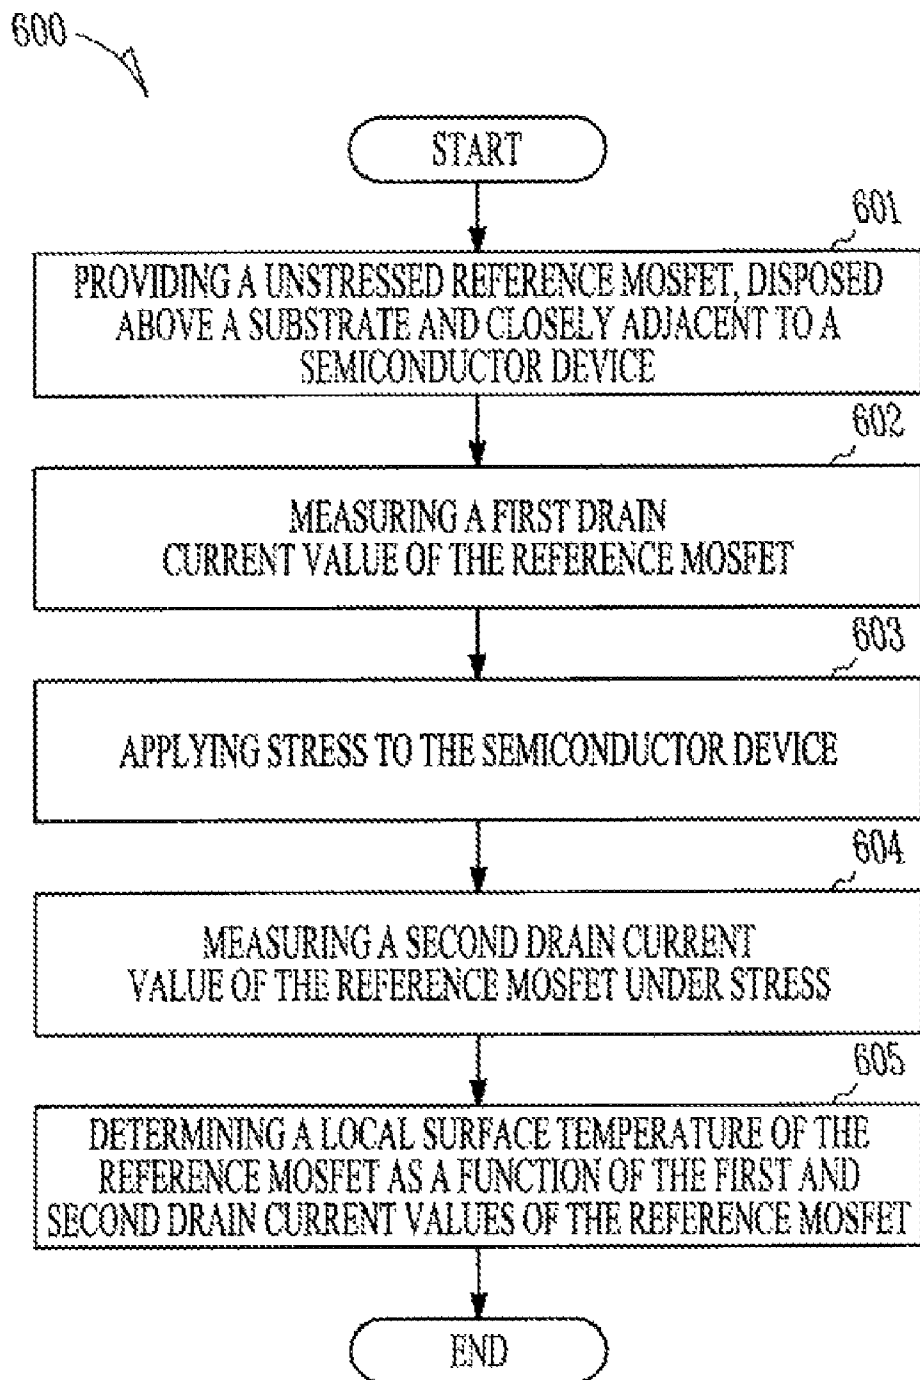 600
START
601
PROVIDING A UNSTRESSED REFERENCE MOSFET, DISPOSED
ABOVE A SUBSTRATE AND CLOSELY ADJACENT TO A
SEMICONDUCTOR DEVICE
602
MEASURING A FIRST DRAIN
CURRENT VALUE OF THE REFERENCE MOSFET
603
APPLYING STRESS TO THE SEMICONDUCTOR DEVICE
604
MEASURING A SECOND DRAIN CURRENT
VALUE OF THE REFERENCE MOSFET UNDER STRESS
605
DETERMINING A LOCAL SURFACE TEMPERATURE OF THE
REFERENCE MOSFET AS A FUNCTION OF THE FIRST AND
SECOND DRAIN CURRENT VALUES OF THE REFERENCE MOSFET
END